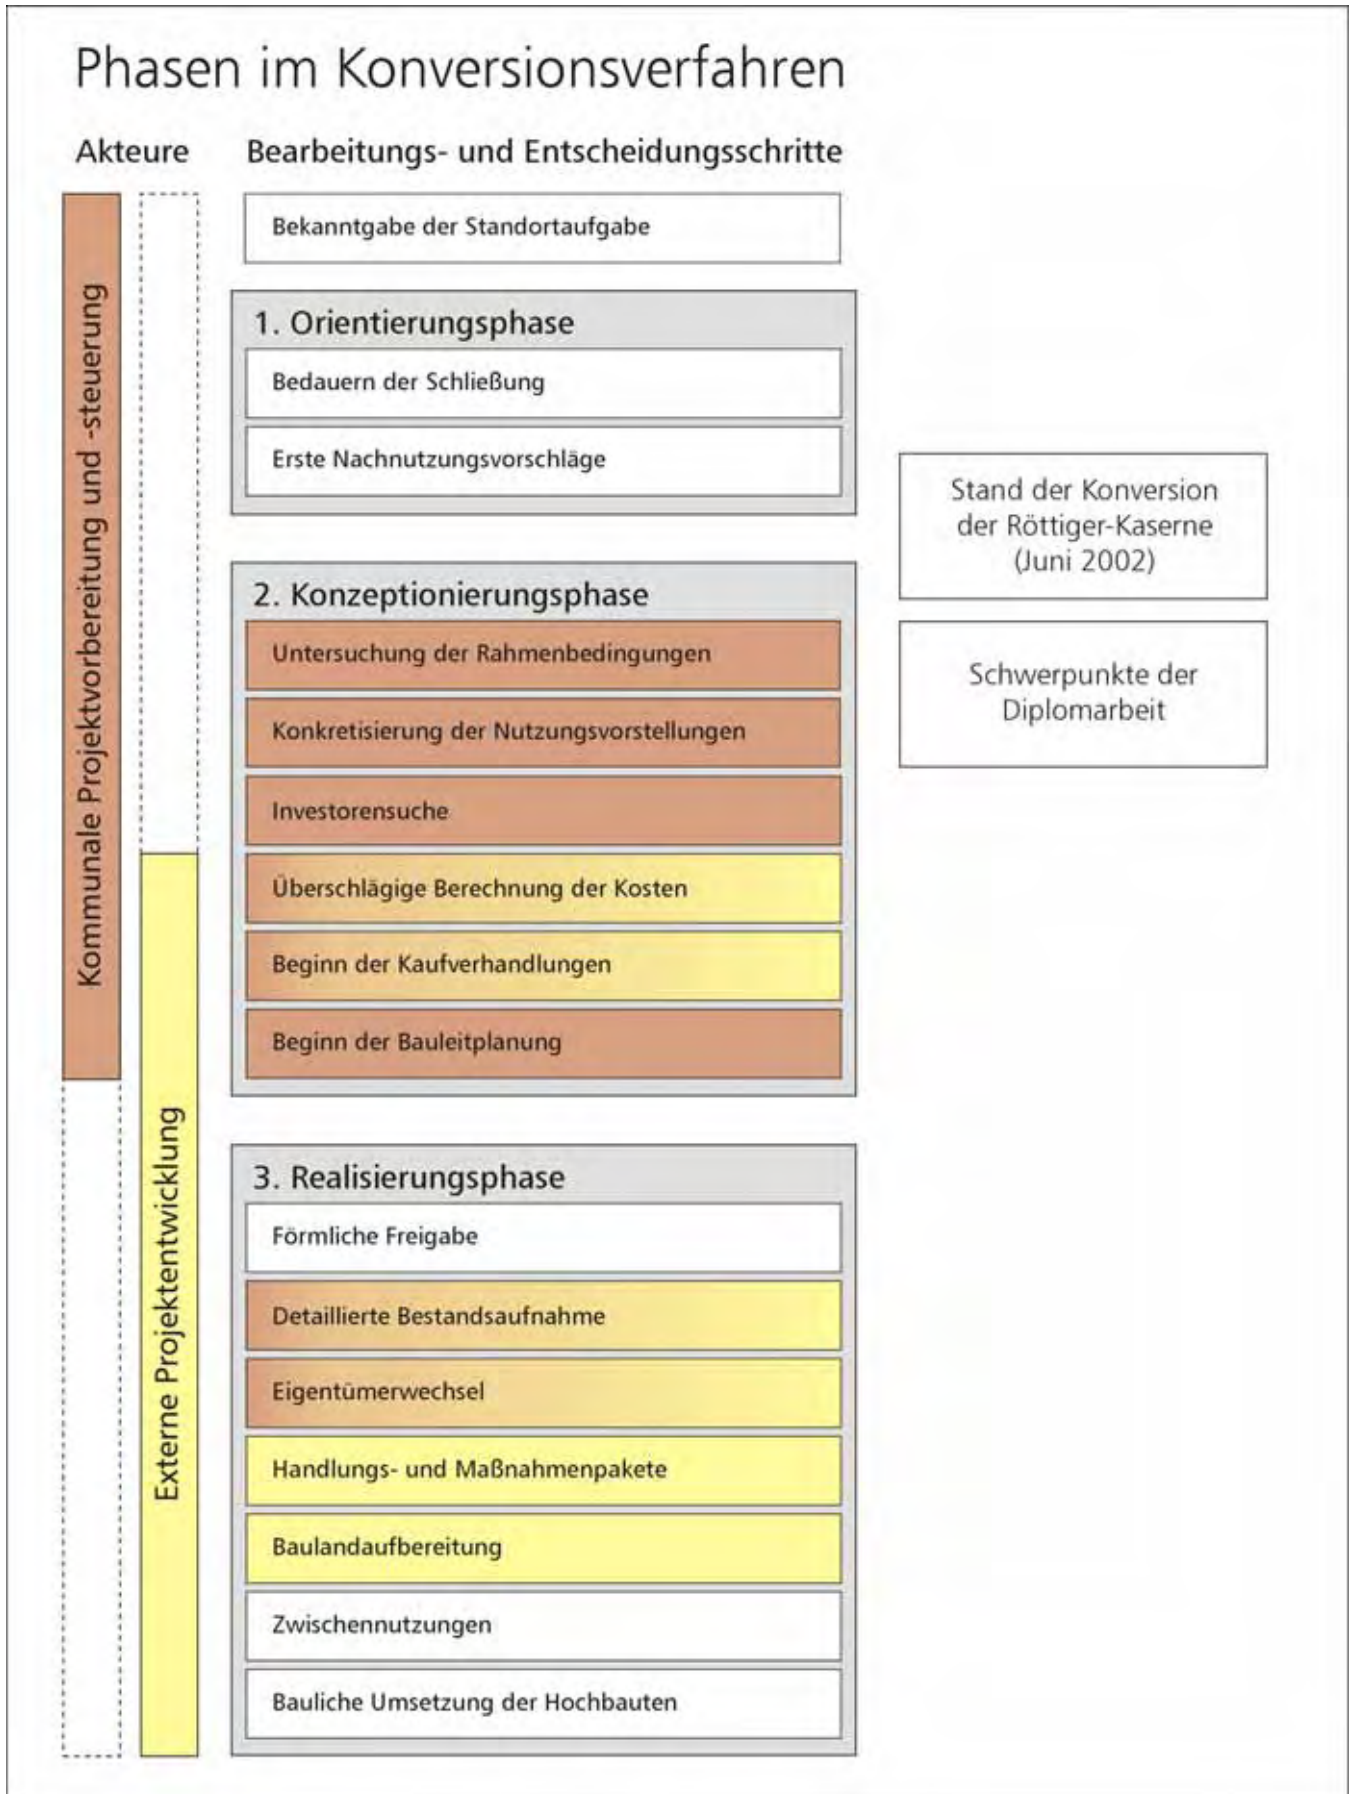 Phasen im Konversionsverfahren
Akteure
Bearbeitungs- und Entscheidungsschritte
Kommunale Projektvorbereitung und -steuerung
Externe Projektentwicklung
Bekanntgabe der Standortaufgabe
1. Orientierungsphase
Bedauern der Schließung
Erste Nachnutzungsvorschläge
2. Konzeptionierungsphase
Untersuchung der Rahmenbedingungen
Konkretisierung der Nutzungsvorstellungen
Investorensuche
Überschlägige Berechnung der Kosten
Beginn der Kaufverhandlungen
Beginn der Bauleitplanung
3. Realisierungsphase
Förmliche Freigabe
Detaillierte Bestandsaufnahme
Eigentümerwechsel
Handlungs- und Maßnahmenpakete
Baulandaufbereitung
Zwischennutzungen
Bauliche Umsetzung der Hochbauten
Stand der Konversion
der Röttiger-Kaserne
(Juni 2002)
Schwerpunkte der
Diplomarbeit